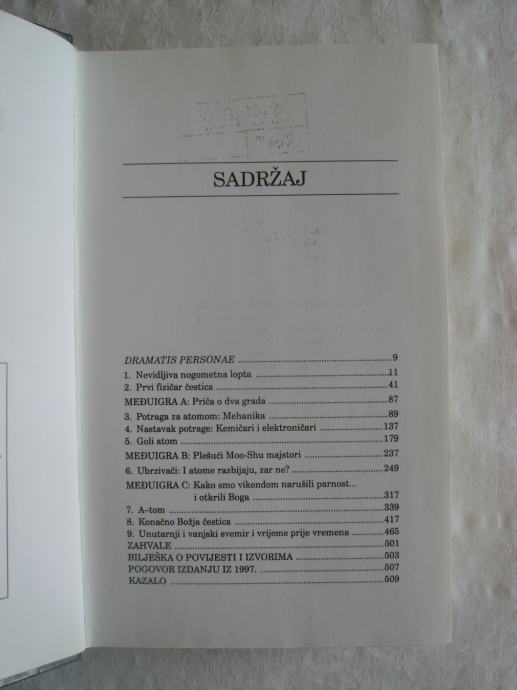 SADRŽAJ
DRAMATIS PERSONAE ........ 9
1. Nevidljiva nogometna lopta ........ 11
2. Prvi fizičar čestica ........ 41
MEĐUIGRA A: Priča o dva grada ........ 87
3. Potraga za atomom: Mehanika ........ 89
4. Nastavak potrage: Kemičari i elektroničari ........ 137
5. Goli atom ........ 179
MEĐUIGRA B: Plešući Moo-Shu majstori ........ 237
6. Ubrzivači: I atome razbijaju, zar ne? ........ 249
MEĐUIGRA C: Kako smo vikendom narušili parnost...
i otkrili Boga ........ 317
7. A–tom ........ 339
8. Konačno Božja čestica ........ 417
9. Unutarnji i vanjski svemir i vrijeme prije vremena ........ 465
ZAHVALE ........ 501
BILJEŠKA O POVIJESTI I IZVORIMA ........ 503
POGOVOR IZDANJU IZ 1997. ........ 507
KAZALO ........ 509